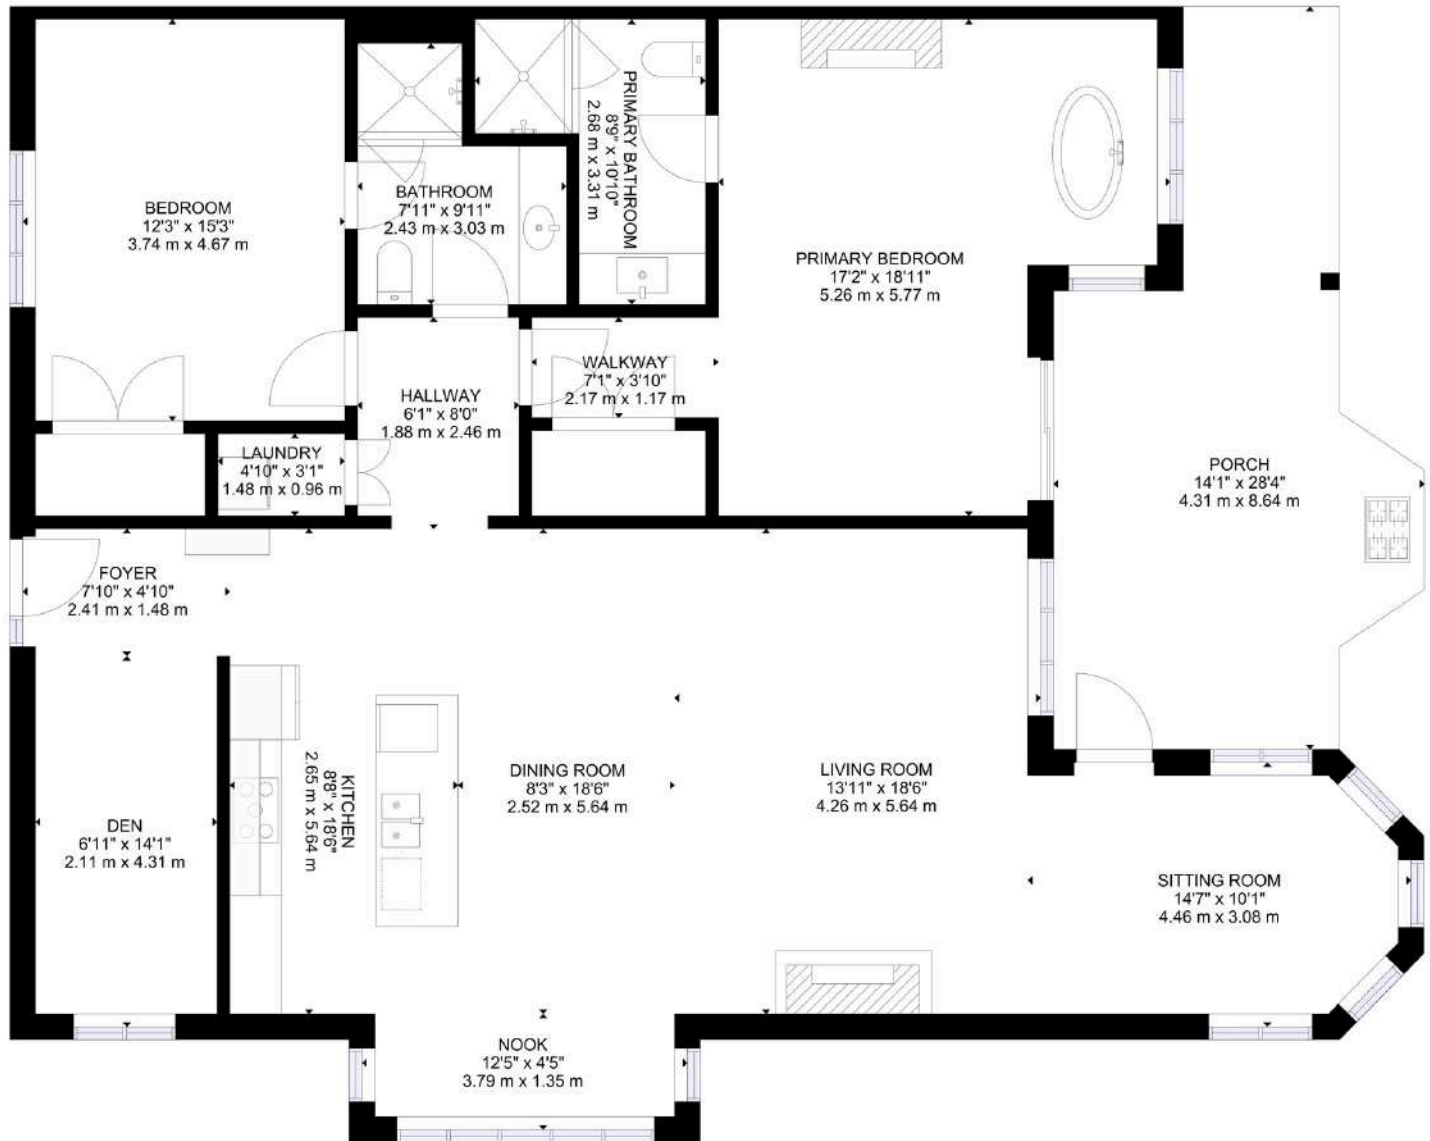 BEDROOM
12'3" x 15'3"
3.74 m x 4.67 m
BATHROOM
7'11" x 9'11"
2.43 m x 3.03 m
PRIMARY BATHROOM
8'9" x 10'10"
2.68 m x 3.31 m
PRIMARY BEDROOM
17'2" x 18'11"
5.26 m x 5.77 m
WALKWAY
7'1" x 3'10"
2.17 m x 1.17 m
HALLWAY
6'1" x 8'0"
1.88 m x 2.46 m
LAUNDRY
4'10" x 3'1"
1.48 m x 0.96 m
PORCH
14'1" x 28'4"
4.31 m x 8.64 m
FOYER
7'10" x 4'10"
2.41 m x 1.48 m
KITCHEN
8'8" x 18'6"
2.65 m x 5.64 m
DINING ROOM
8'3" x 18'6"
2.52 m x 5.64 m
LIVING ROOM
13'11" x 18'6"
4.26 m x 5.64 m
DEN
6'11" x 14'1"
2.11 m x 4.31 m
SITTING ROOM
14'7" x 10'1"
4.46 m x 3.08 m
NOOK
12'5" x 4'5"
3.79 m x 1.35 m